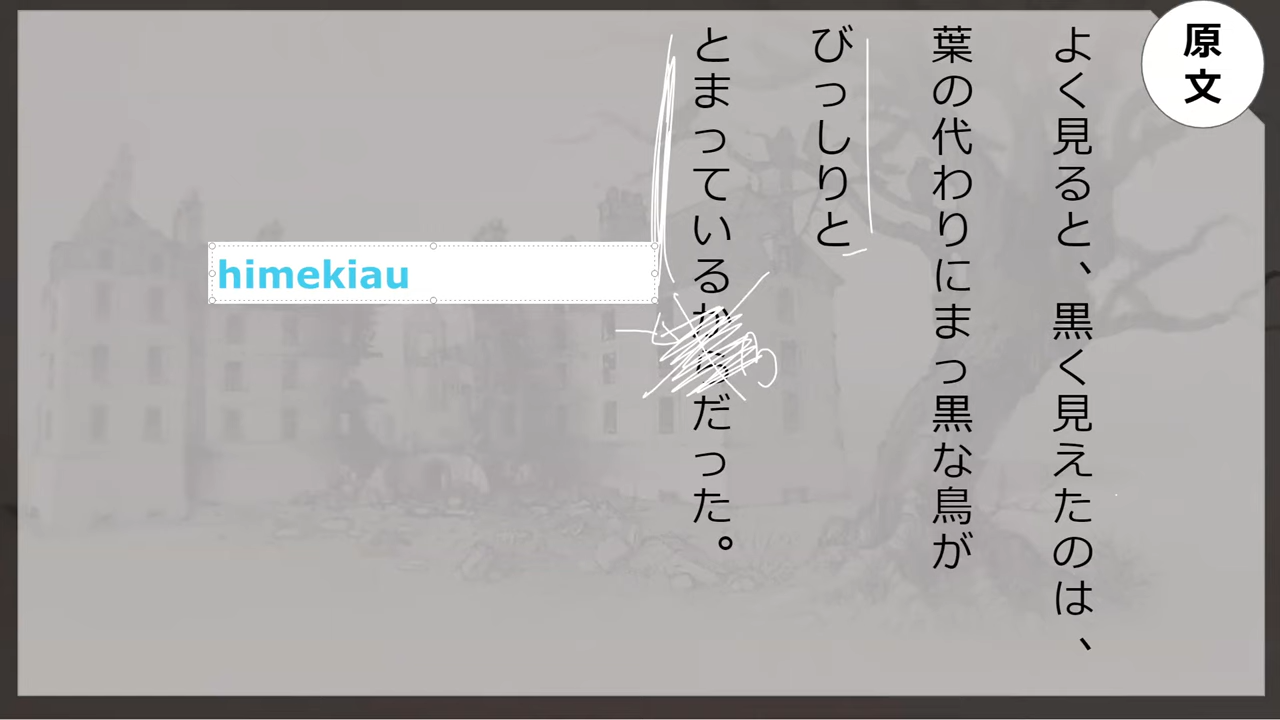 原文
よく見ると、黒く見えたのは、
葉の代わりにまっ黒な鳥が
びっしりと
とまっているからだった。
himekiau